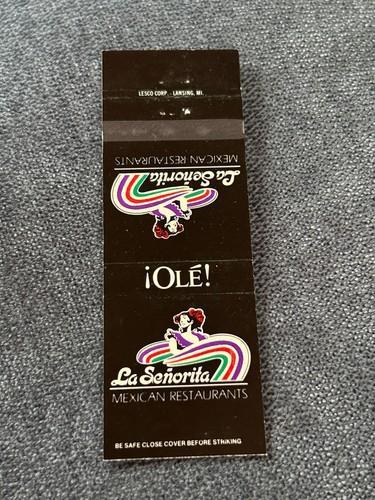 LESCO CORP. - LANSING, MI.
MEXICAN RESTAURANTS
La Señorita
¡OLÉ!
La Señorita
MEXICAN RESTAURANTS
BE SAFE CLOSE COVER BEFORE STRIKING